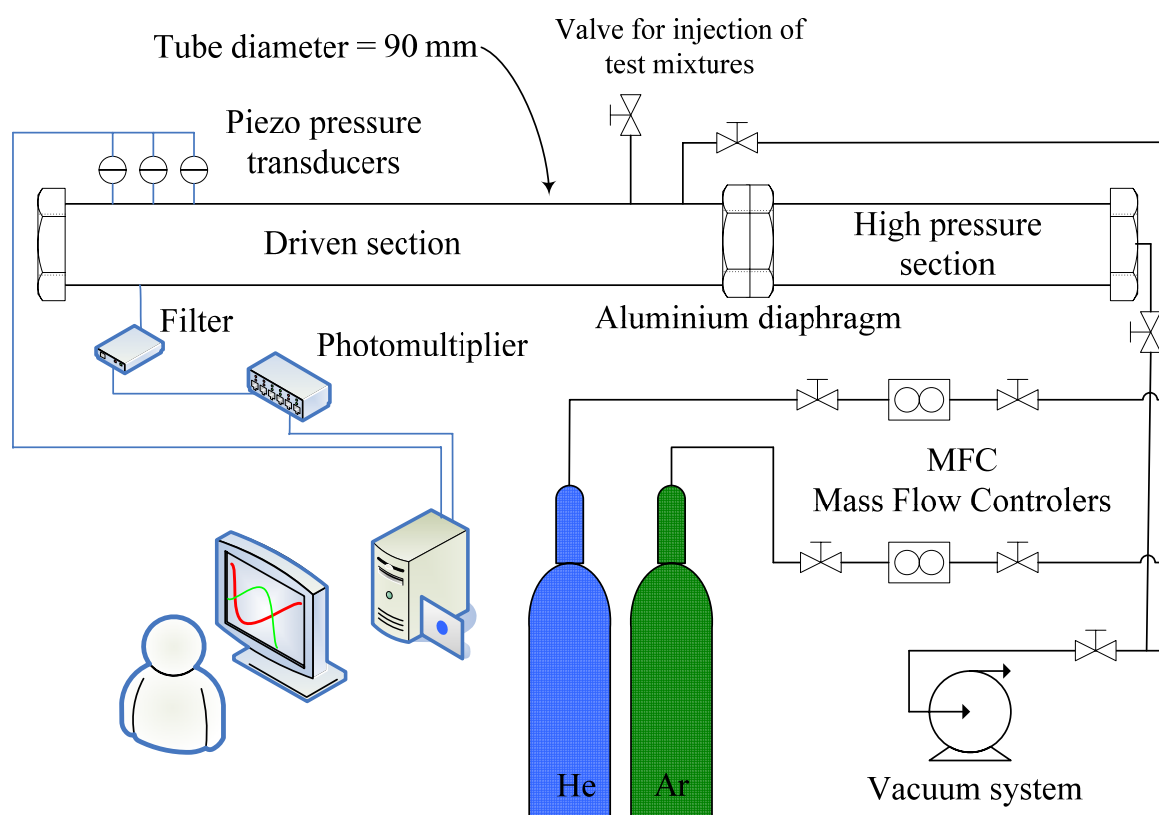 Tube diameter = 90 mm
Valve for injection of
test mixtures
Piezo pressure
transducers
Driven section
High pressure
section
Aluminium diaphragm
Filter
Photomultiplier
MFC
Mass Flow Controlers
He
Ar
Vacuum system